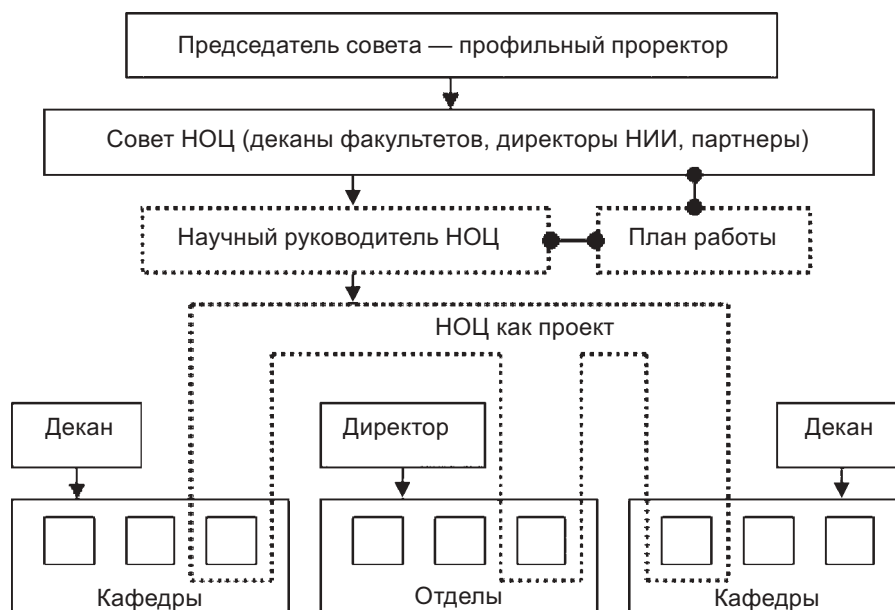 Председатель совета — профильный проректор
Совет НОЦ (деканы факультетов, директоры НИИ, партнеры)
Научный руководитель НОЦ
План работы
НОЦ как проект
Декан
Директор
Декан
Кафедры
Отделы
Кафедры